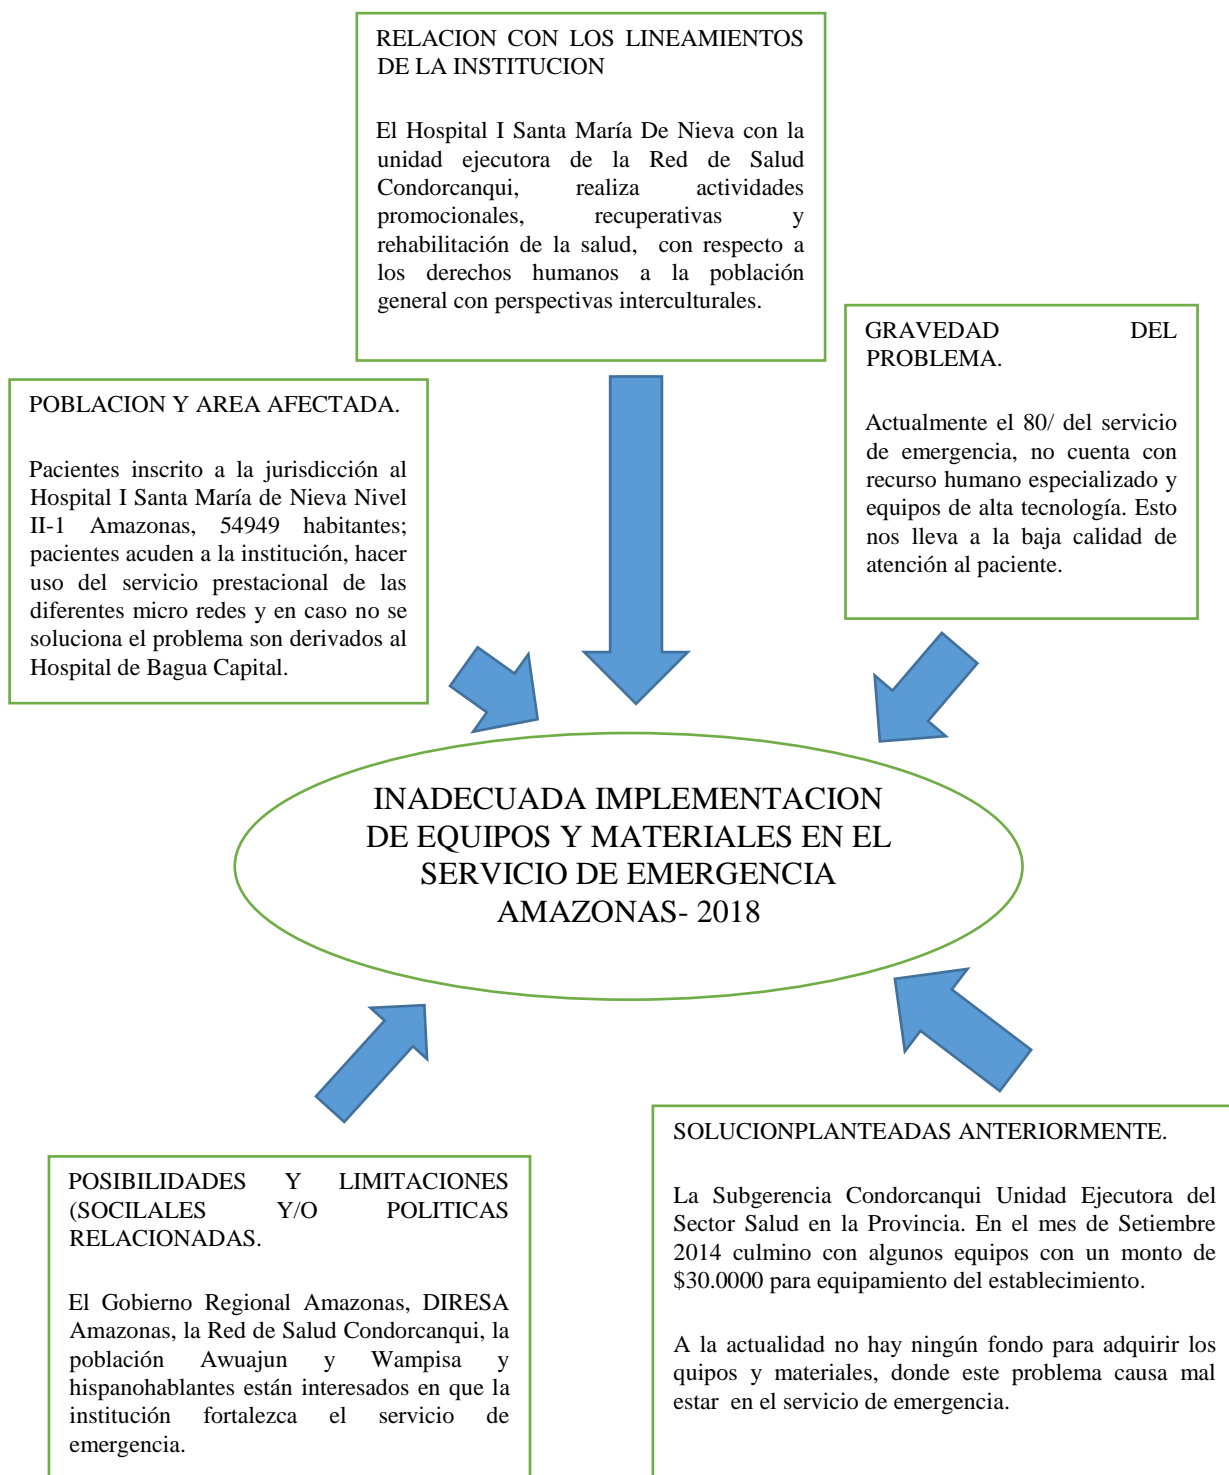 RELACION CON LOS LINEAMIENTOS
DE LA INSTITUCION
El Hospital I Santa María De Nieva con la
unidad ejecutora de la Red de Salud
Condorcanqui, realiza actividades
promocionales, recuperativas y
rehabilitación de la salud, con respecto a
los derechos humanos a la población
general con perspectivas interculturales.
GRAVEDAD DEL
PROBLEMA.
Actualmente el 80/ del servicio
de emergencia, no cuenta con
recurso humano especializado y
equipos de alta tecnología. Esto
nos lleva a la baja calidad de
atención al paciente.
POBLACION Y AREA AFECTADA.
Pacientes inscrito a la jurisdicción al
Hospital I Santa María de Nieva Nivel
II-1 Amazonas, 54949 habitantes;
pacientes acuden a la institución, hacer
uso del servicio prestacional de las
diferentes micro redes y en caso no se
soluciona el problema son derivados al
Hospital de Bagua Capital.
INADECUADA IMPLEMENTACION
DE EQUIPOS Y MATERIALES EN EL
SERVICIO DE EMERGENCIA
AMAZONAS- 2018
POSIBILIDADES Y LIMITACIONES
(SOCILALES Y/O POLITICAS
RELACIONADAS.
El Gobierno Regional Amazonas, DIRESA
Amazonas, la Red de Salud Condorcanqui, la
población Awuajun y Wampisa y
hispanohablantes están interesados en que la
institución fortalezca el servicio de
emergencia.
SOLUCIONPLANTEADAS ANTERIORMENTE.
La Subgerencia Condorcanqui Unidad Ejecutora del
Sector Salud en la Provincia. En el mes de Setiembre
2014 culmino con algunos equipos con un monto de
$30.0000 para equipamiento del establecimiento.
A la actualidad no hay ningún fondo para adquirir los
quipos y materiales, donde este problema causa mal
estar en el servicio de emergencia.